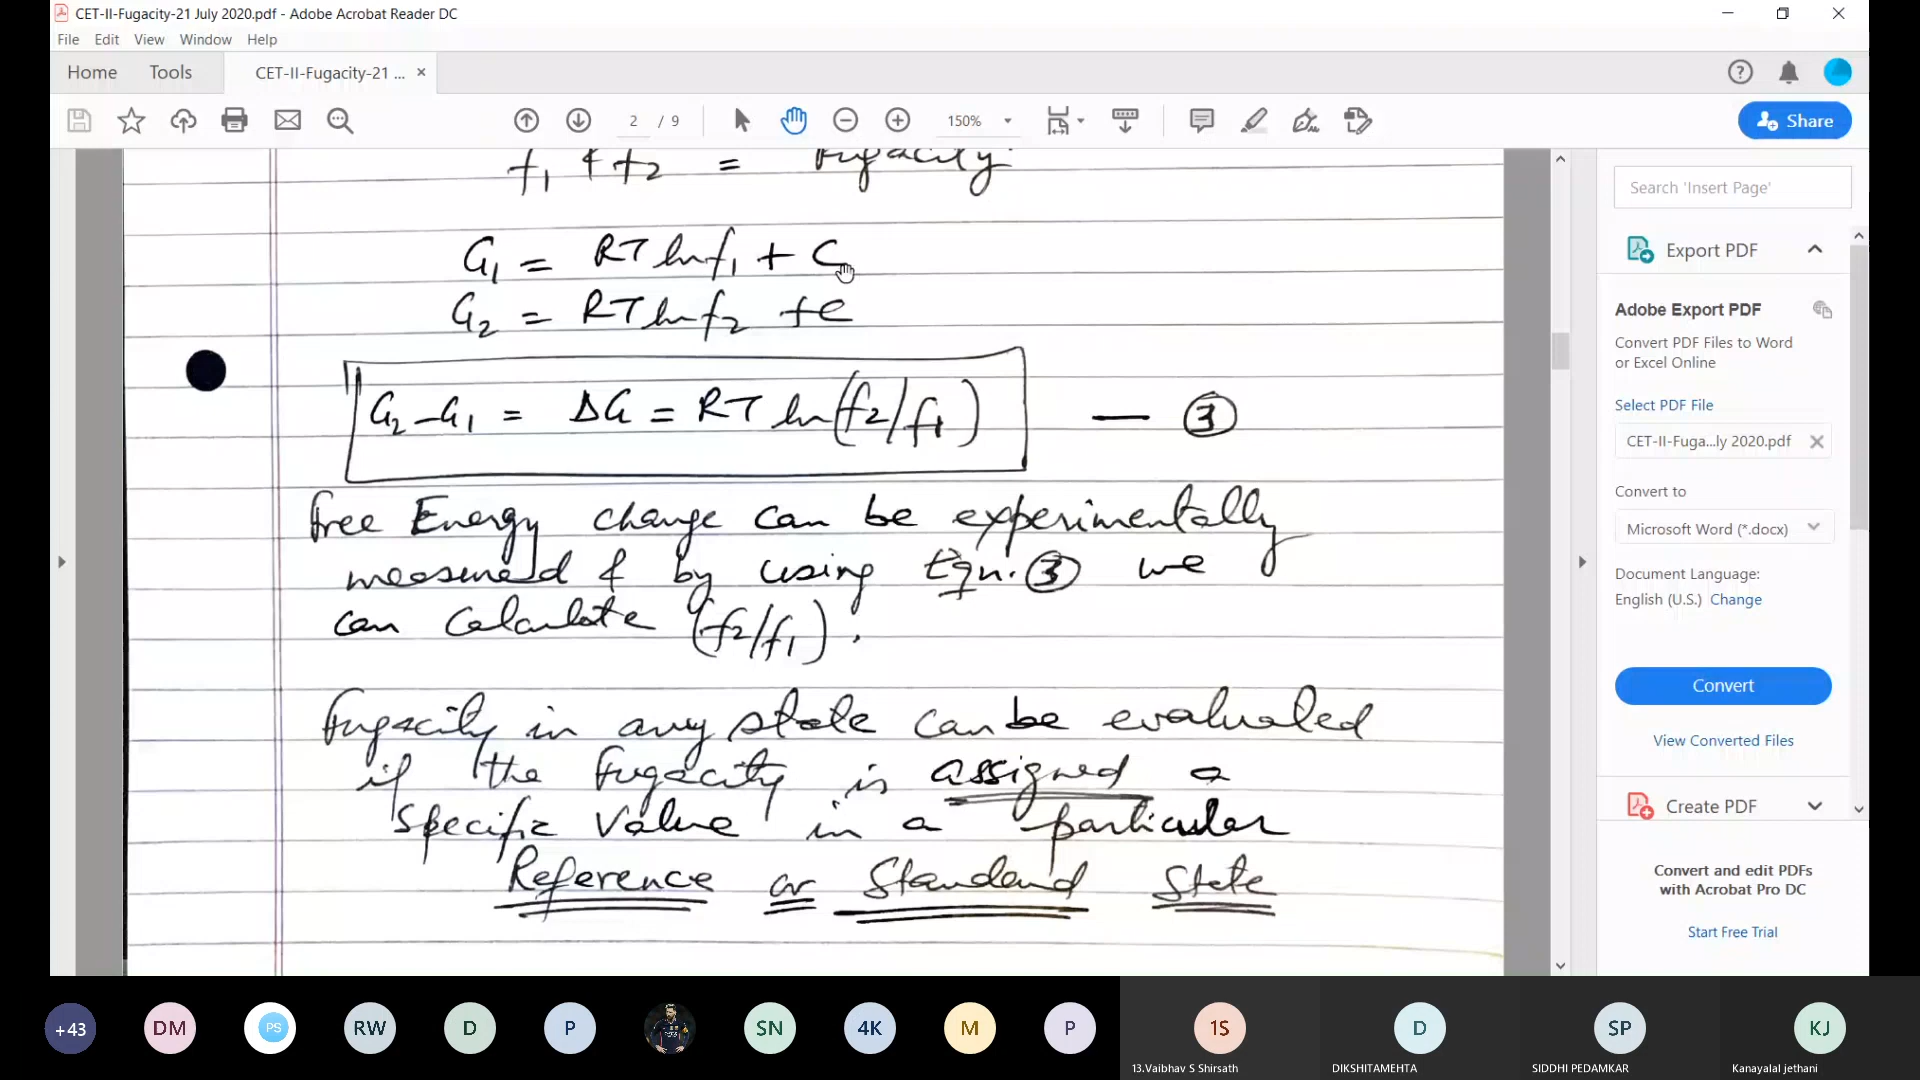 CET-II-Fugacity-21 July 2020.pdf - Adobe Acrobat Reader DC
File Edit View Window Help
Home Tools CET-II-Fugacity-21 ... ×
2 / 9 150% Share
f₁ & f₂ = Fugacity.
G₁ = RT ln f₁ + C
G₂ = RT ln f₂ + C
G₂ - G₁ = ΔG = RT ln (f₂/f₁) — ③
Free Energy change can be experimentally
measured & by using Eqn. ③ we
can calculate (f₂/f₁).
Fugacity in any state can be evaluated
if the fugacity is assigned a
specific value in a particular
Reference or Standard State
Search 'Insert Page'
Export PDF
Adobe Export PDF
Convert PDF Files to Word
or Excel Online
Select PDF File
CET-II-Fuga...ly 2020.pdf ×
Convert to
Microsoft Word (*.docx)
Document Language:
English (U.S.) Change
Convert
View Converted Files
Create PDF
Convert and edit PDFs
with Acrobat Pro DC
Start Free Trial
+43 DM PS RW D P SN 4K M P 1S D SP KJ
13.Vaibhav S Shirsath DIKSHITAMEHTA SIDDHI PEDAMKAR Kanayalal jethani